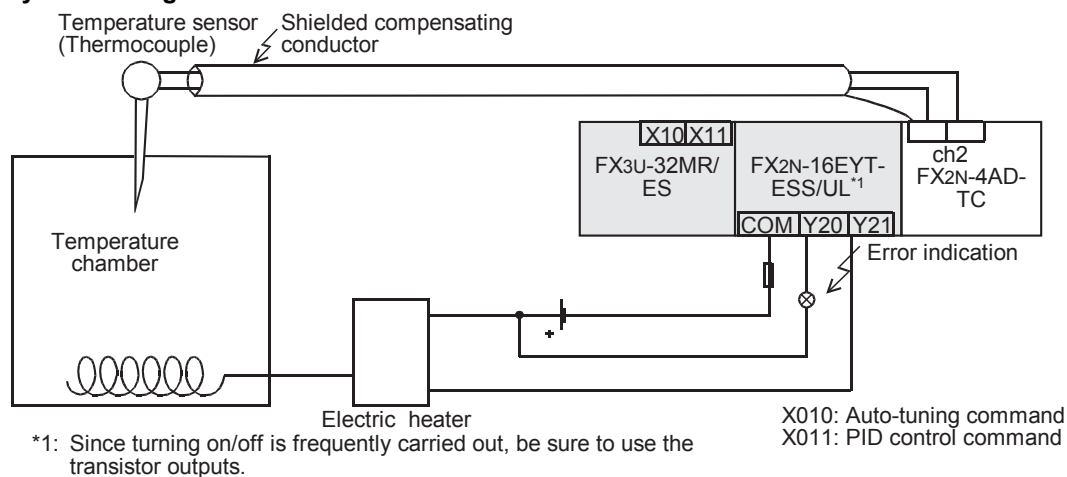 Temperature sensor
(Thermocouple)
Shielded compensating
conductor
X10 X11
FX3U-32MR/
ES
FX2N-16EYT-
ESS/UL*1
ch2
FX2N-4AD-
TC
COM Y20 Y21
Error indication
Temperature
chamber
+
Electric heater
X010: Auto-tuning command
X011: PID control command
*1: Since turning on/off is frequently carried out, be sure to use the
transistor outputs.